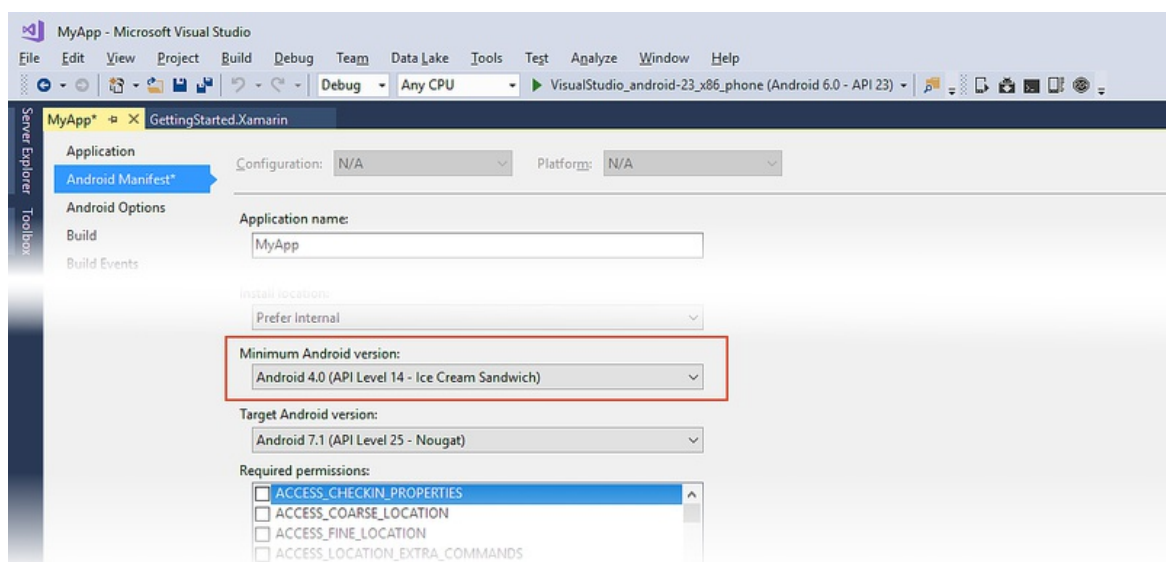 MyApp - Microsoft Visual Studio
File Edit View Project Build Debug Team Data Lake Tools Test Analyze Window Help
Debug Any CPU VisualStudio_android-23_x86_phone (Android 6.0 - API 23)
Server Explorer
Toolbox
MyApp* GettingStarted.Xamarin
Application
Android Manifest*
Android Options
Build
Build Events
Configuration: N/A Platform: N/A
Application name:
MyApp
Install location:
Prefer Internal
Minimum Android version:
Android 4.0 (API Level 14 - Ice Cream Sandwich)
Target Android version:
Android 7.1 (API Level 25 - Nougat)
Required permissions:
ACCESS_CHECKIN_PROPERTIES
ACCESS_COARSE_LOCATION
ACCESS_FINE_LOCATION
ACCESS_LOCATION_EXTRA_COMMANDS